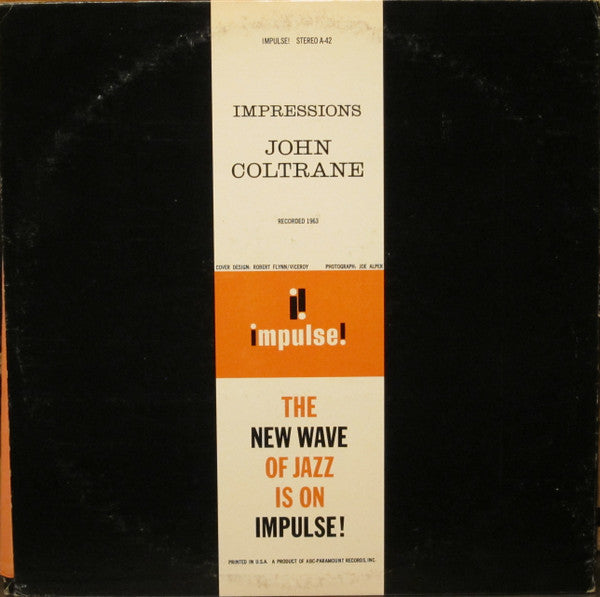 IMPULSE! STEREO A-42
IMPRESSIONS
JOHN
COLTRANE
RECORDED 1963
COVER DESIGN: ROBERT FLYNN/VICEROY PHOTOGRAPH: JOE ALPER
i!
impulse!
THE
NEW WAVE
OF JAZZ
IS ON
IMPULSE!
PRINTED IN U.S.A. A PRODUCT OF ABC-PARAMOUNT RECORDS, INC.